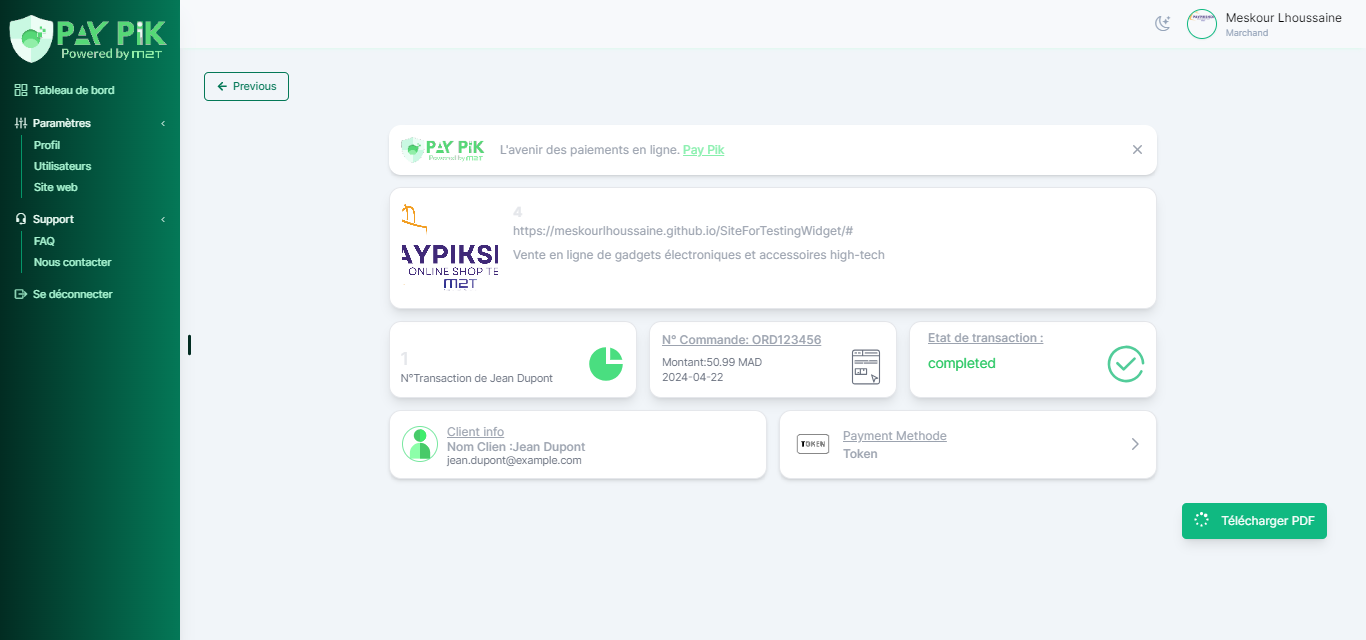 PAY PIK
Powered by M2T
Tableau de bord
Paramètres
Profil
Utilisateurs
Site web
Support
FAQ
Nous contacter
Se déconnecter
Meskour Lhoussaine
Marchand
Previous
PAY PIK
Powered by M2T
L'avenir des paiements en ligne. Pay Pik
AYPIKSI
ONLINE SHOP TE
M2T
4
https://meskourlhoussaine.github.io/SiteForTestingWidget/#
Vente en ligne de gadgets électroniques et accessoires high-tech
1
N°Transaction de Jean Dupont
N° Commande: ORD123456
Montant:50.99 MAD
2024-04-22
Etat de transaction :
completed
Client info
Nom Clien :Jean Dupont
jean.dupont@example.com
TOKEN
Payment Methode
Token
Télécharger PDF